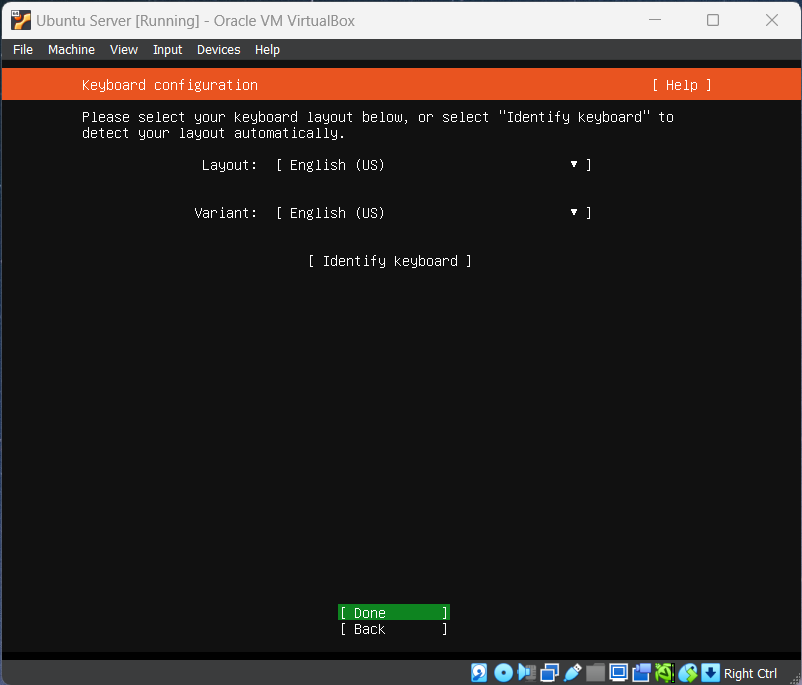 Ubuntu Server [Running] - Oracle VM VirtualBox
File Machine View Input Devices Help
Keyboard configuration [ Help ]
Please select your keyboard layout below, or select "Identify keyboard" to
detect your layout automatically.
Layout: [ English (US) ▾ ]
Variant: [ English (US) ▾ ]
[ Identify keyboard ]
[ Done ]
[ Back ]
Right Ctrl